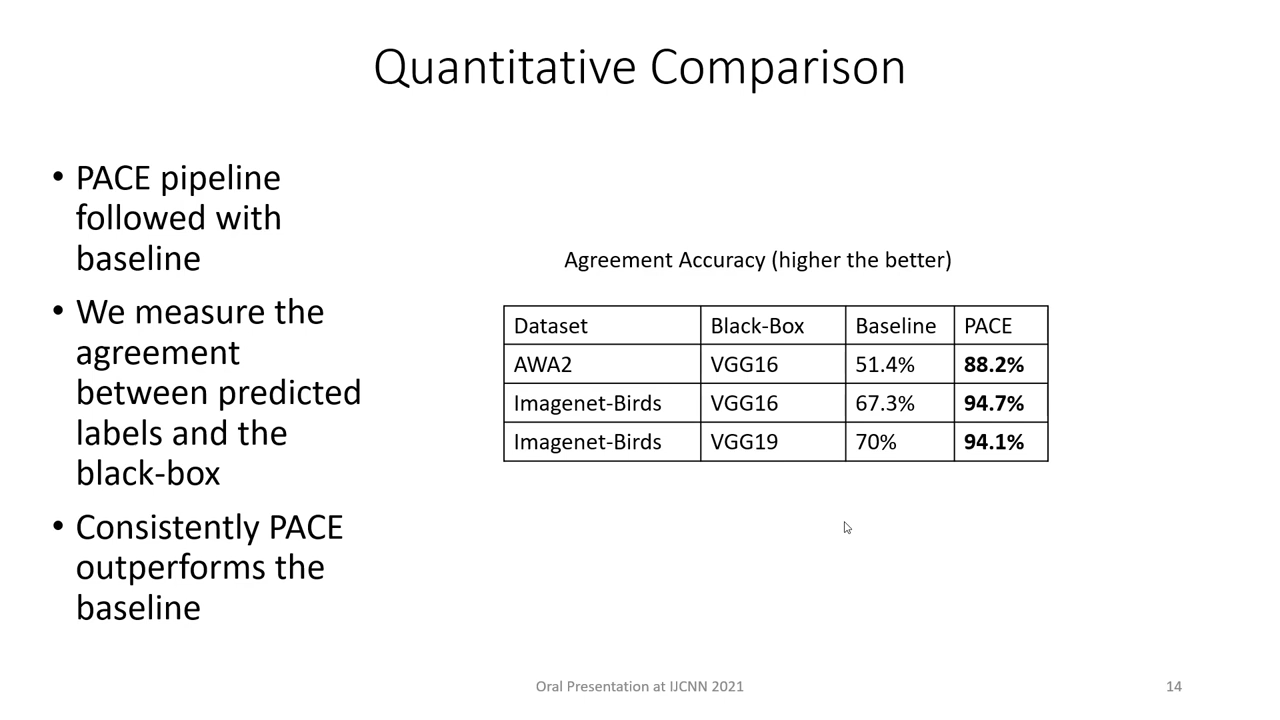 Quantitative Comparison
• PACE pipeline
followed with
baseline
• We measure the
agreement
between predicted
labels and the
black-box
• Consistently PACE
outperforms the
baseline
Agreement Accuracy (higher the better)
Dataset Black-Box Baseline PACE
AWA2 VGG16 51.4% 88.2%
Imagenet-Birds VGG16 67.3% 94.7%
Imagenet-Birds VGG19 70% 94.1%
Oral Presentation at IJCNN 2021
14